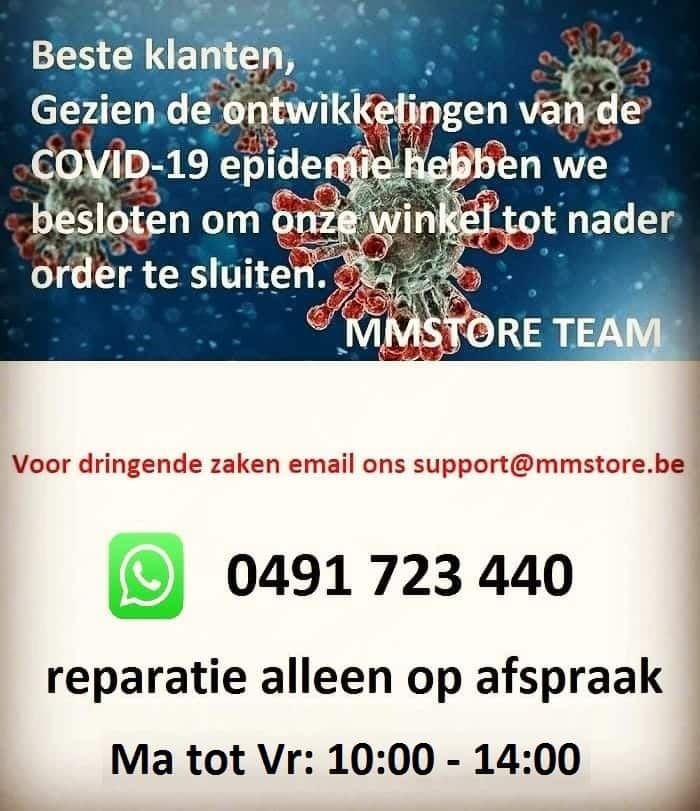 Beste klanten,
Gezien de ontwikkelingen van de
COVID-19 epidemie hebben we
besloten om onze winkel tot nader
order te sluiten.
MMSTORE TEAM
Voor dringende zaken email ons support@mmstore.be
0491 723 440
reparatie alleen op afspraak
Ma tot Vr: 10:00 - 14:00